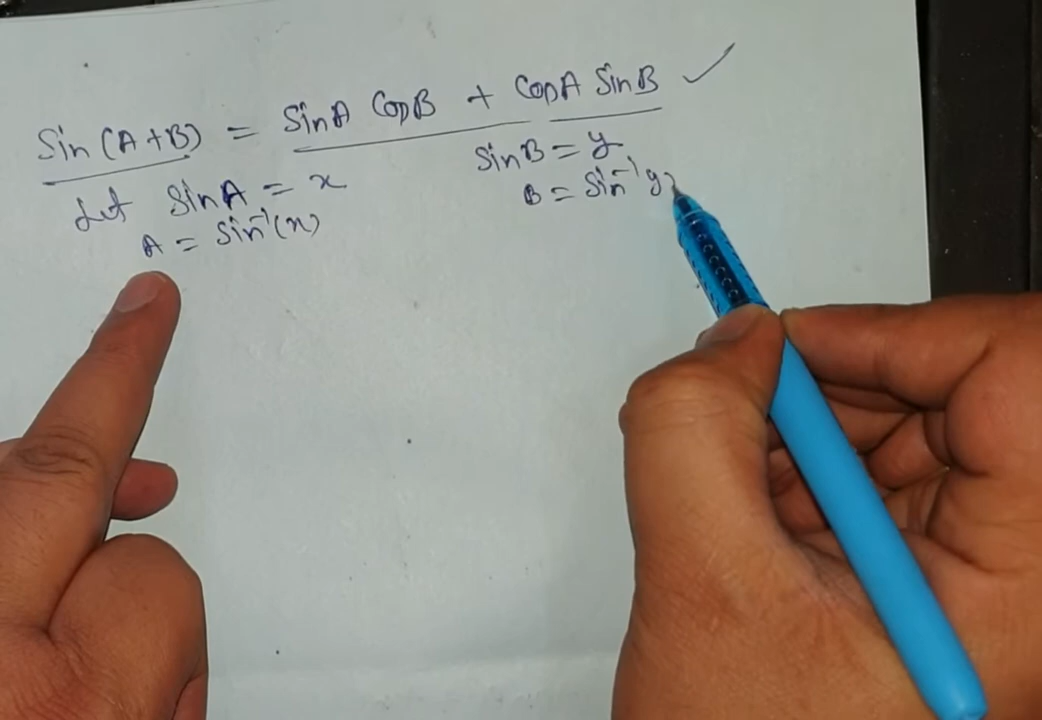 Sin (A+B) = SinA CosB + CosA SinB ✓
Let SinA = x SinB = y
A = Sin⁻¹(x) B = Sin⁻¹ y